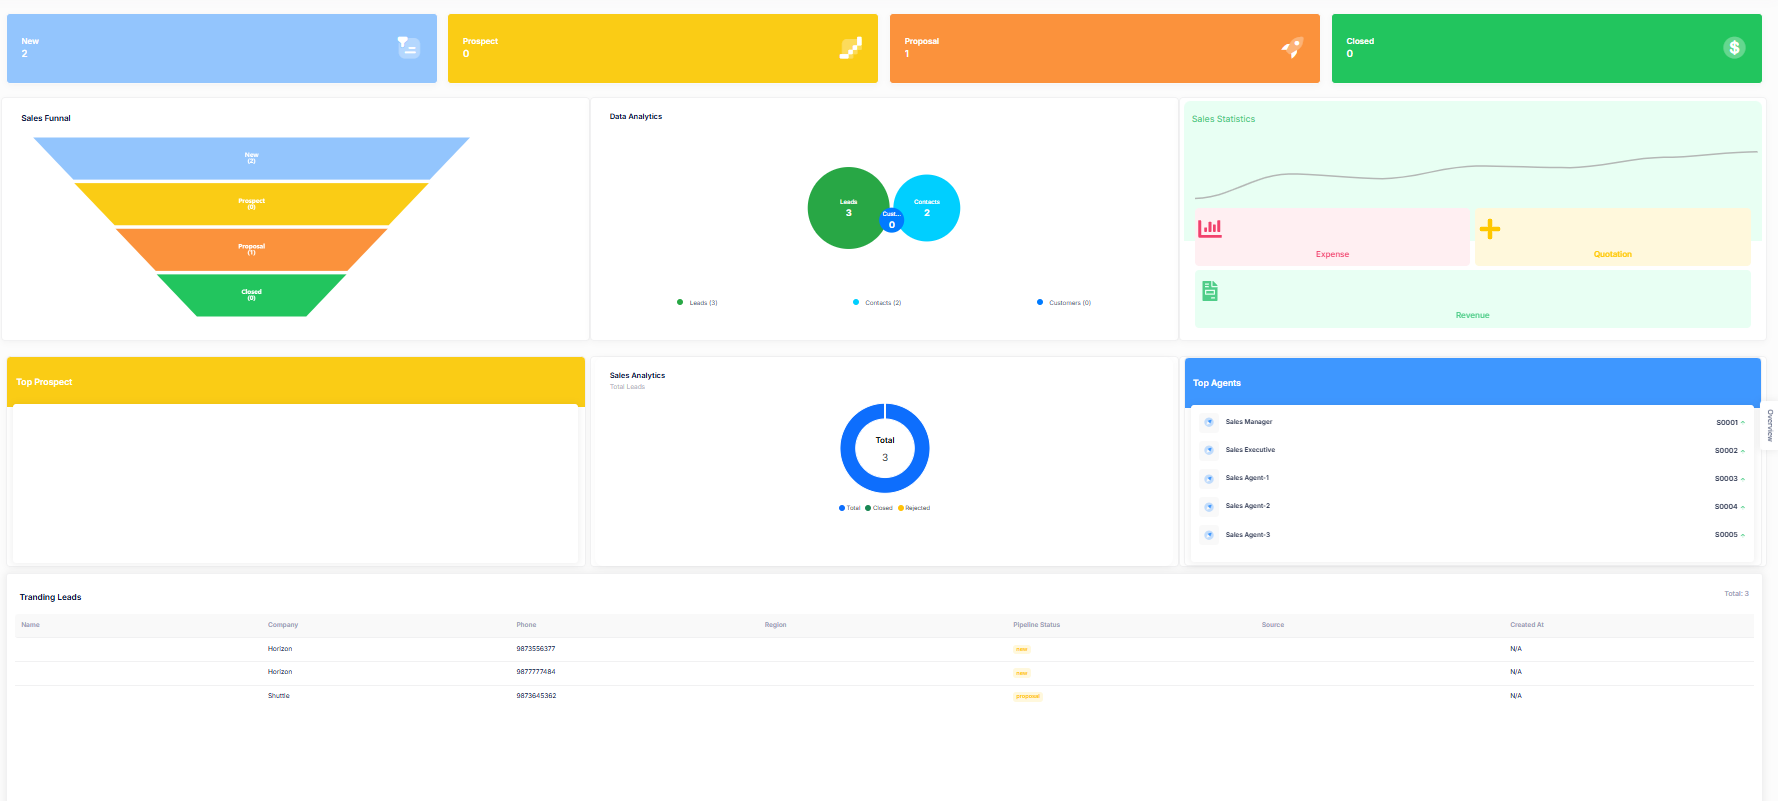 New
2
Prospect
0
Proposal
1
Closed
0
Sales Funnal
New
(2)
Prospect
(0)
Proposal
(1)
Closed
(0)
Data Analytics
Leads
3
Cust...
0
Contacts
2
Leads (3)
Contacts (2)
Customers (0)
Sales Statistics
Expense
Quotation
Revenue
Top Prospect
Sales Analytics
Total Leads
Total
3
Total Closed Rejected
Top Agents
Sales Manager S0001
Sales Executive S0002
Sales Agent-1 S0003
Sales Agent-2 S0004
Sales Agent-3 S0005
Overview
Tranding Leads
Total: 3
Name Company Phone Region Pipeline Status Source Created At
Horizon 9873556377 new N/A
Horizon 9877777484 new N/A
Shuttle 9873645362 proposal N/A